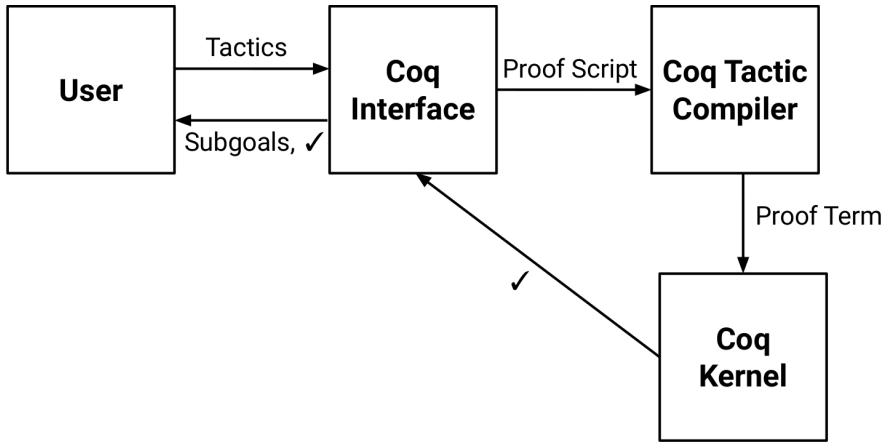 User
Tactics
Subgoals, ✓
Coq
Interface
Proof Script
Coq Tactic
Compiler
Proof Term
✓
Coq
Kernel